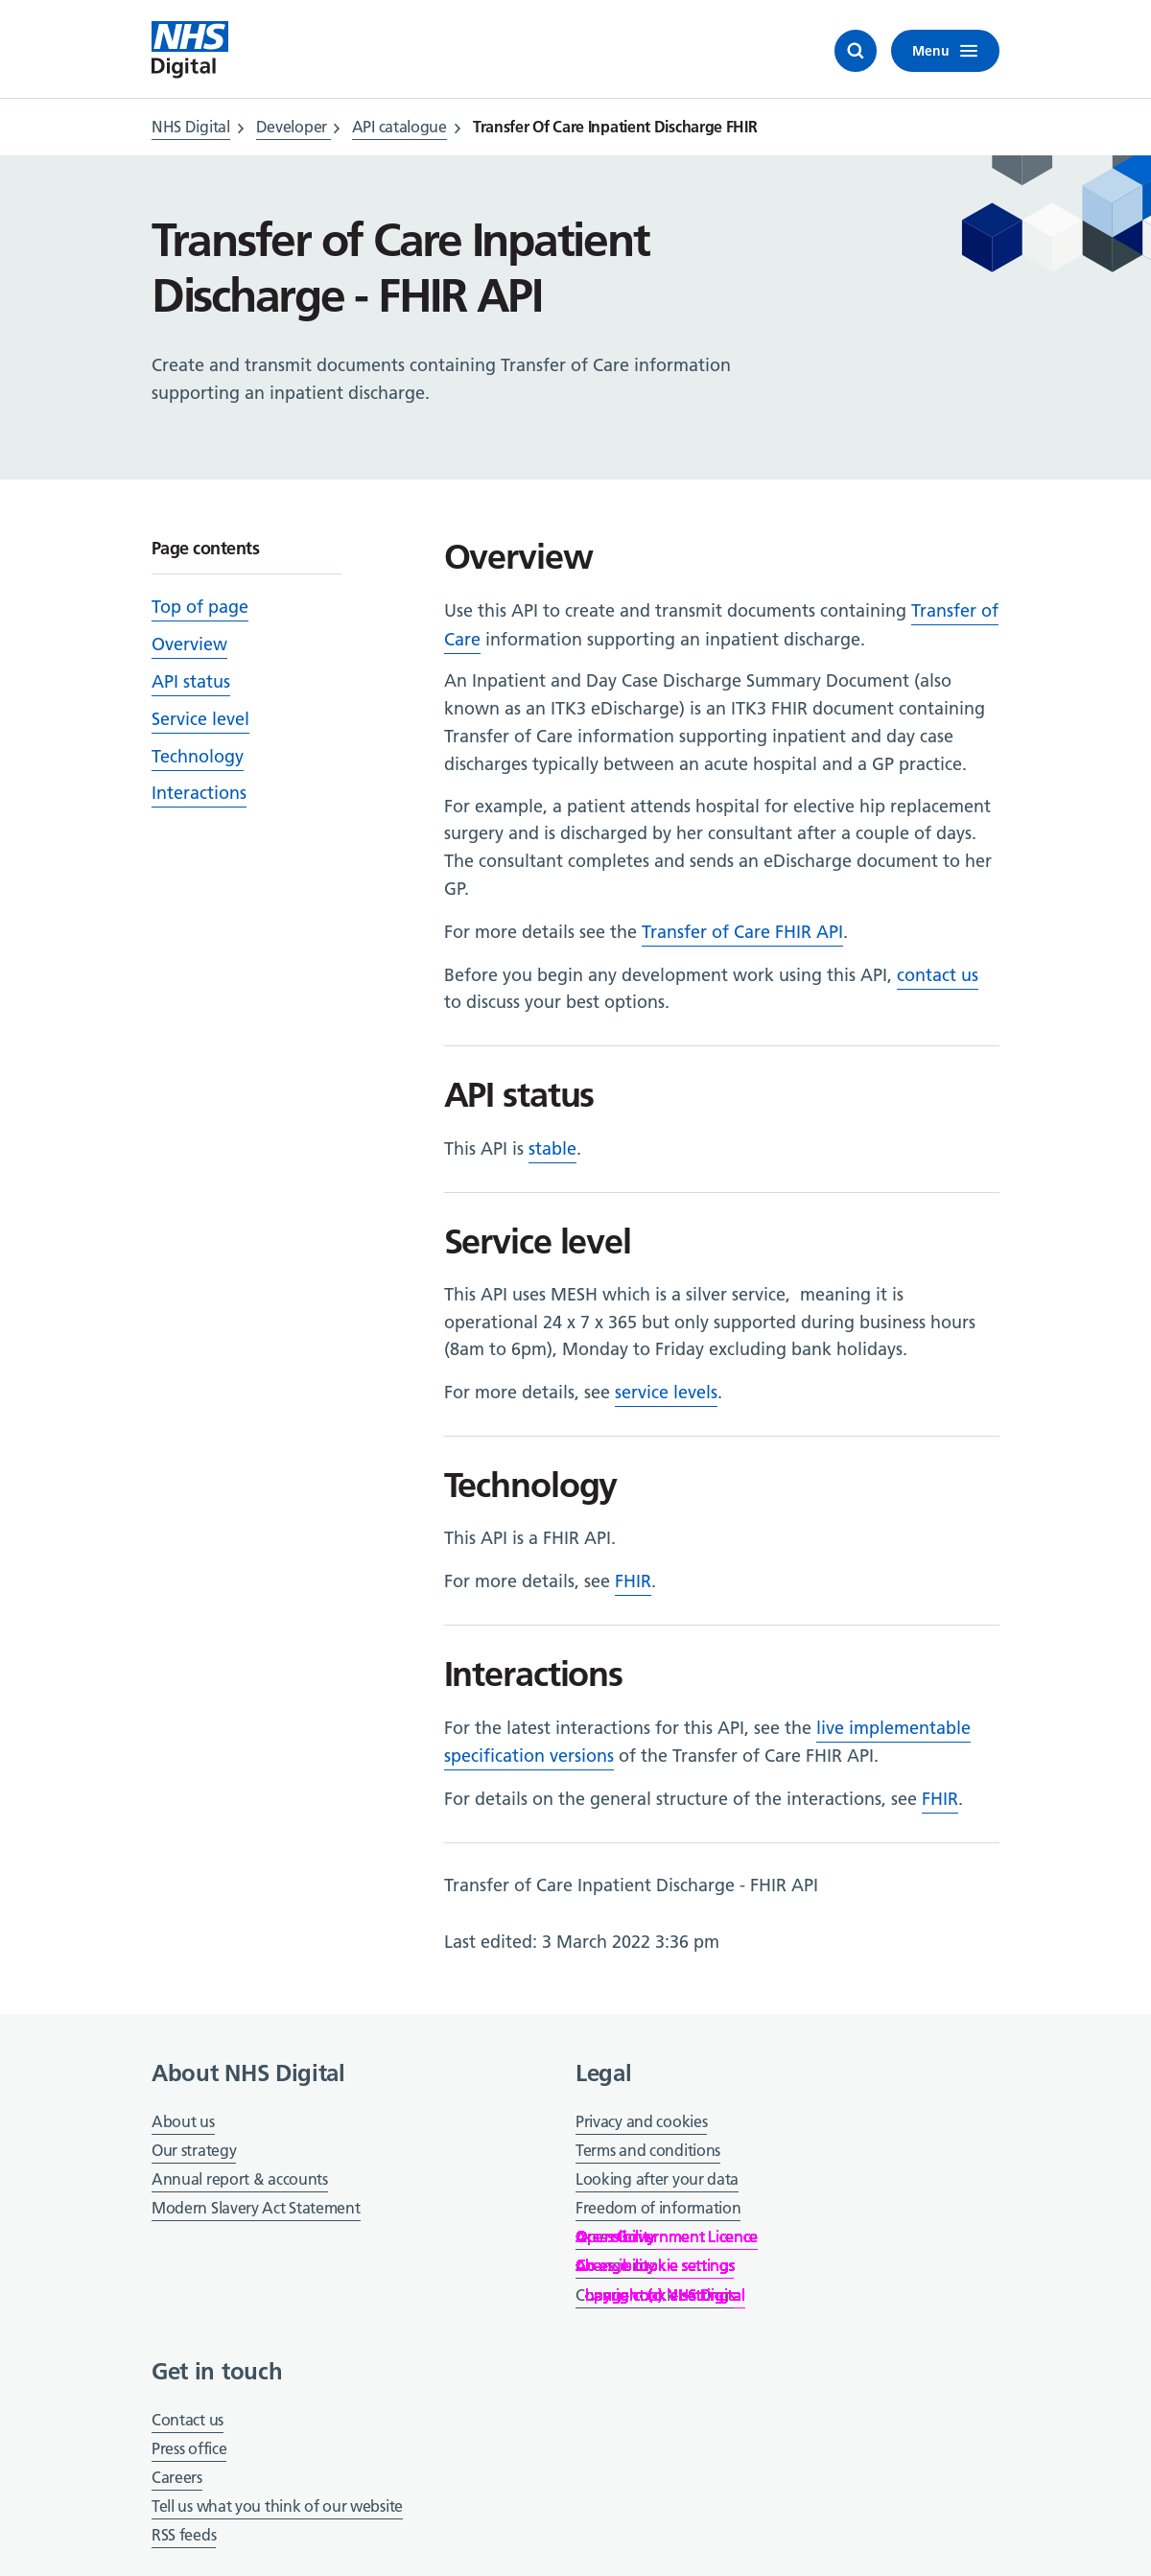 NHS
Digital
Menu
NHS Digital
Developer
API catalogue
Transfer Of Care Inpatient Discharge FHIR
Transfer of Care Inpatient
Discharge - FHIR API
Create and transmit documents containing Transfer of Care information
supporting an inpatient discharge.
Page contents
Top of page
Overview
API status
Service level
Technology
Interactions
Overview
Use this API to create and transmit documents containing Transfer of
Care information supporting an inpatient discharge.
An Inpatient and Day Case Discharge Summary Document (also
known as an ITK3 eDischarge) is an ITK3 FHIR document containing
Transfer of Care information supporting inpatient and day case
discharges typically between an acute hospital and a GP practice.
For example, a patient attends hospital for elective hip replacement
surgery and is discharged by her consultant after a couple of days.
The consultant completes and sends an eDischarge document to her
GP.
For more details see the Transfer of Care FHIR API.
Before you begin any development work using this API, contact us
to discuss your best options.
API status
This API is stable.
Service level
This API uses MESH which is a silver service,  meaning it is
operational 24 x 7 x 365 but only supported during business hours
(8am to 6pm), Monday to Friday excluding bank holidays.
For more details, see service levels.
Technology
This API is a FHIR API.
For more details, see FHIR.
Interactions
For the latest interactions for this API, see the live implementable
specification versions of the Transfer of Care FHIR API.
For details on the general structure of the interactions, see FHIR.
Transfer of Care Inpatient Discharge - FHIR API
Last edited: 3 March 2022 3:36 pm
About NHS Digital
About us
Our strategy
Annual report & accounts
Modern Slavery Act Statement
Legal
Privacy and cookies
Terms and conditions
Looking after your data
Freedom of information
Government Licence
cookie settings
NHS Digital
Get in touch
Contact us
Press office
Careers
Tell us what you think of our website
RSS feeds